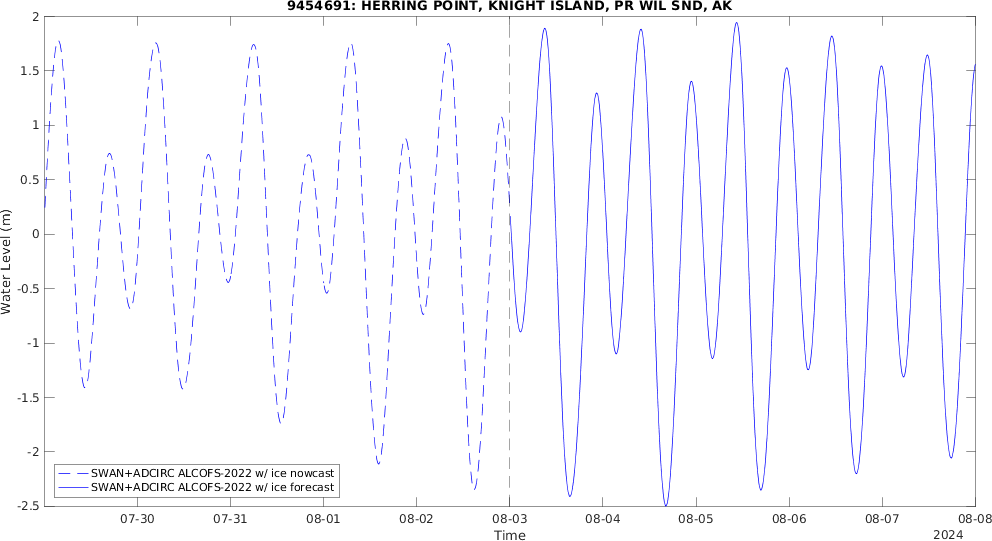 9454691: HERRING POINT, KNIGHT ISLAND, PR WIL SND, AK
2
1.5
1
0.5
0
-0.5
-1
-1.5
-2
-2.5
Water Level (m)
SWAN+ADCIRC ALCOFS-2022 w/ ice nowcast
SWAN+ADCIRC ALCOFS-2022 w/ ice forecast
07-30 07-31 08-01 08-02 08-03 08-04 08-05 08-06 08-07 08-08
Time
2024